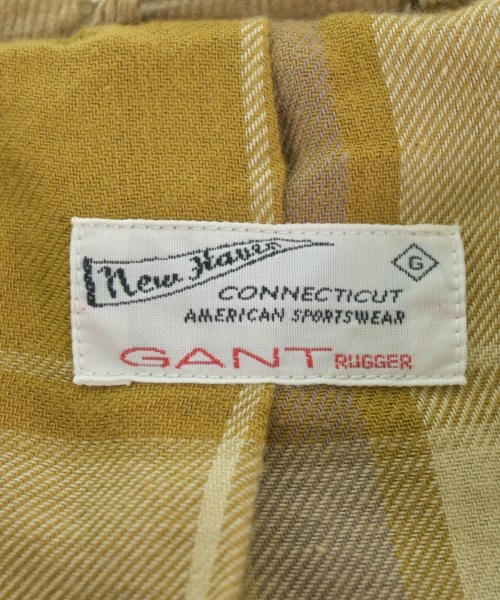 New Haven
G
CONNECTICUT
AMERICAN SPORTSWEAR
GANT RUGGER